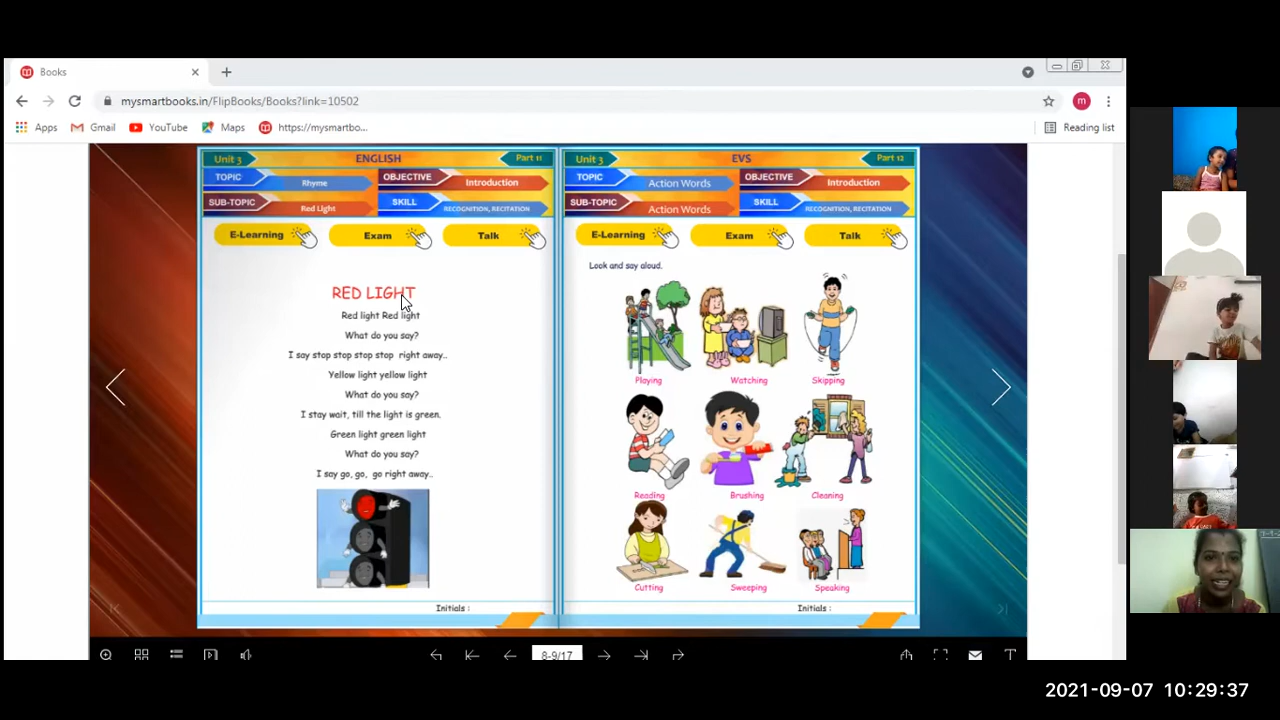 Books
mysmartbooks.in/FlipBooks/Books?link=10502
m
Apps
Gmail
YouTube
Maps
https://mysmartbo...
Reading list
Unit 3
ENGLISH
Part 11
TOPIC
Rhyme
OBJECTIVE
Introduction
SUB-TOPIC
Red Light
SKILL
RECOGNITION, RECITATION
E-Learning
Exam
Talk
RED LIGHT
Red light Red light
What do you say?
I say stop stop stop stop right away..
Yellow light yellow light
What do you say?
I stay wait, till the light is green.
Green light green light
What do you say?
I say go, go, go right away..
Initials :
Unit 3
EVS
Part 12
TOPIC
Action Words
OBJECTIVE
Introduction
SUB-TOPIC
Action Words
SKILL
RECOGNITION, RECITATION
E-Learning
Exam
Talk
Look and say aloud.
Playing
Watching
Skipping
Reading
Brushing
Cleaning
Cutting
Sweeping
Speaking
Initials :
8-9/17
2021-09-07 10:29:37